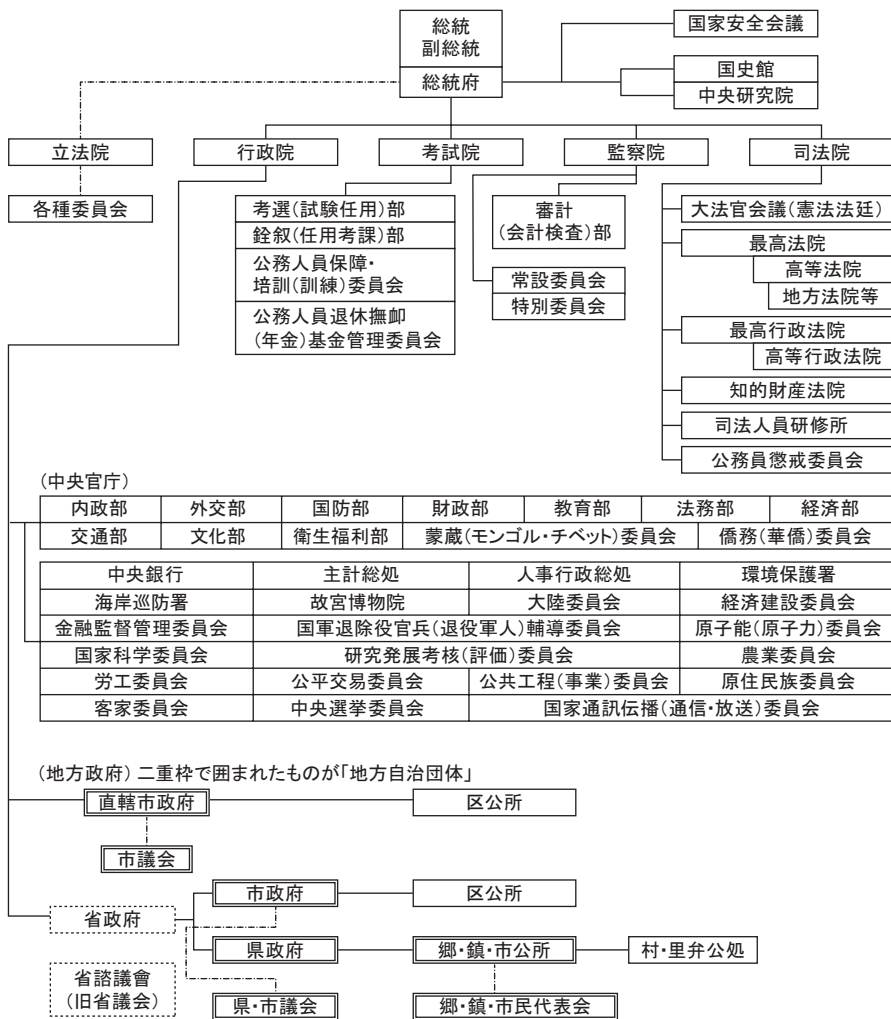 総統
副総統
総統府
国家安全会議
国史館
中央研究院
立法院
行政院
考試院
監察院
司法院
各種委員会
考選(試験任用)部
銓叙(任用考課)部
公務人員保障・
培訓(訓練)委員会
公務人員退休撫卹
(年金)基金管理委員会
審計
(会計検査)部
常設委員会
特別委員会
大法官会議(憲法法廷)
最高法院
高等法院
地方法院等
最高行政法院
高等行政法院
知的財産法院
司法人員研修所
公務員懲戒委員会
(中央官庁)
内政部 外交部 国防部 財政部 教育部 法務部 経済部
交通部 文化部 衛生福利部 蒙蔵(モンゴル・チベット)委員会 僑務(華僑)委員会
中央銀行 主計総処 人事行政総処 環境保護署
海岸巡防署 故宮博物院 大陸委員会 経済建設委員会
金融監督管理委員会 国軍退除役官兵(退役軍人)輔導委員会 原子能(原子力)委員会
国家科学委員会 研究発展考核(評価)委員会 農業委員会
労工委員会 公平交易委員会 公共工程(事業)委員会 原住民族委員会
客家委員会 中央選挙委員会 国家通訊伝播(通信・放送)委員会
(地方政府) 二重枠で囲まれたものが「地方自治団体」
直轄市政府
区公所
市議会
市政府
区公所
省政府
県政府
郷・鎮・市公所
村・里弁公処
省諮議會
(旧省議会)
県・市議会
郷・鎮・市民代表会